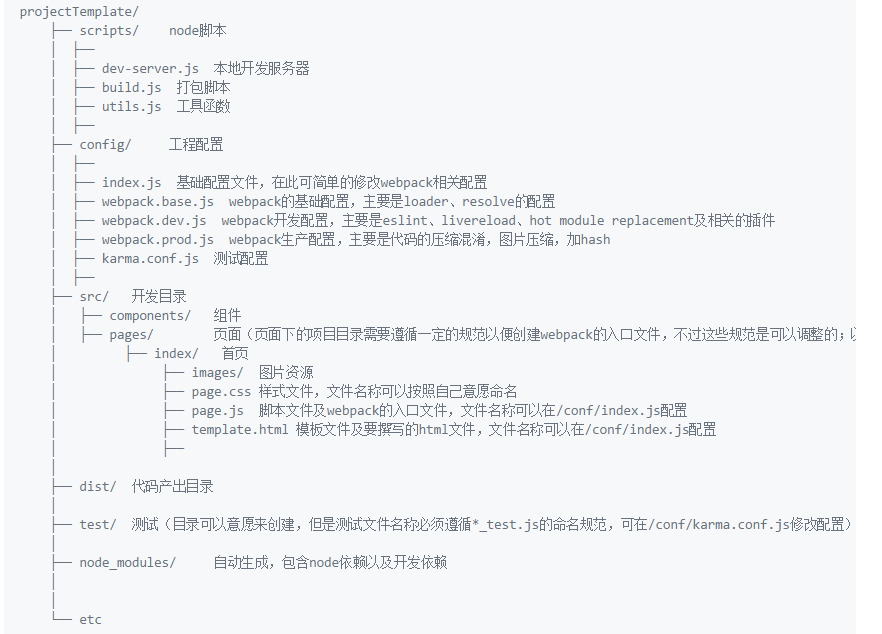 projectTemplate/
├── scripts/    node脚本
│  ├──
│  ├── dev-server.js  本地开发服务器
│  ├── build.js  打包脚本
│  ├── utils.js  工具函数
│  ├──
├── config/     工程配置
│  ├──
│  ├── index.js  基础配置文件，在此可简单的修改webpack相关配置
│  ├── webpack.base.js  webpack的基础配置，主要是loader、resolve的配置
│  ├── webpack.dev.js  webpack开发配置，主要是eslint、livereload、hot module replacement及相关的插件
│  ├── webpack.prod.js  webpack生产配置，主要是代码的压缩混淆，图片压缩，加hash
│  ├── karma.conf.js  测试配置
│  ├──
├── src/   开发目录
│   ├── components/   组件
│   ├── pages/        页面（页面下的项目目录需要遵循一定的规范以便创建webpack的入口文件，不过这些规范是可以调整的；
│         ├── index/   首页
│              ├── images/  图片资源
│              ├── page.css 样式文件，文件名称可以按照自己意愿命名
│              ├── page.js  脚本文件及webpack的入口文件，文件名称可以在/conf/index.js配置
│              ├── template.html 模板文件及要撰写的html文件，文件名称可以在/conf/index.js配置
│              ├──
│
├── dist/  代码产出目录
│
├── test/  测试（目录可以意愿来创建，但是测试文件名称必须遵循*_test.js的命名规范，可在/conf/karma.conf.js修改配置）
│
├── node_modules/     自动生成，包含node依赖以及开发依赖
│
│
└── etc